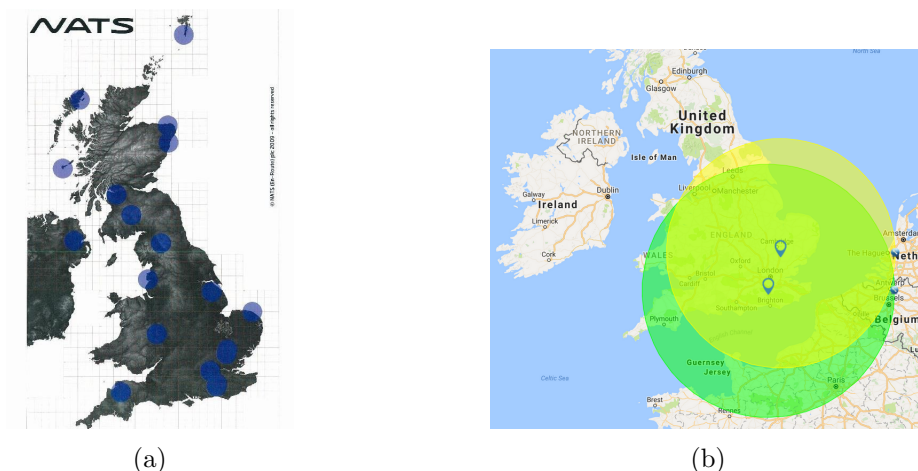 NATS
© NATS (En-Route) plc 2009 - all rights reserved
(a)
North Sea
Edinburgh
Glasgow
United
Kingdom
NORTHERN
IRELAND
Isle of Man
Leeds
Liverpool
Manchester
Dublin
Galway
Ireland
Limerick
Cork
ENGLAND
Cambridge
Amsterdam
The Hague
Neth
WALES
Oxford
London
Cardiff
Bristol
Antwerp
Brussels
Southampton
Brighton
Plymouth
Belgium
Guernsey
Jersey
Celtic Sea
Paris
Brest
Rennes
(b)